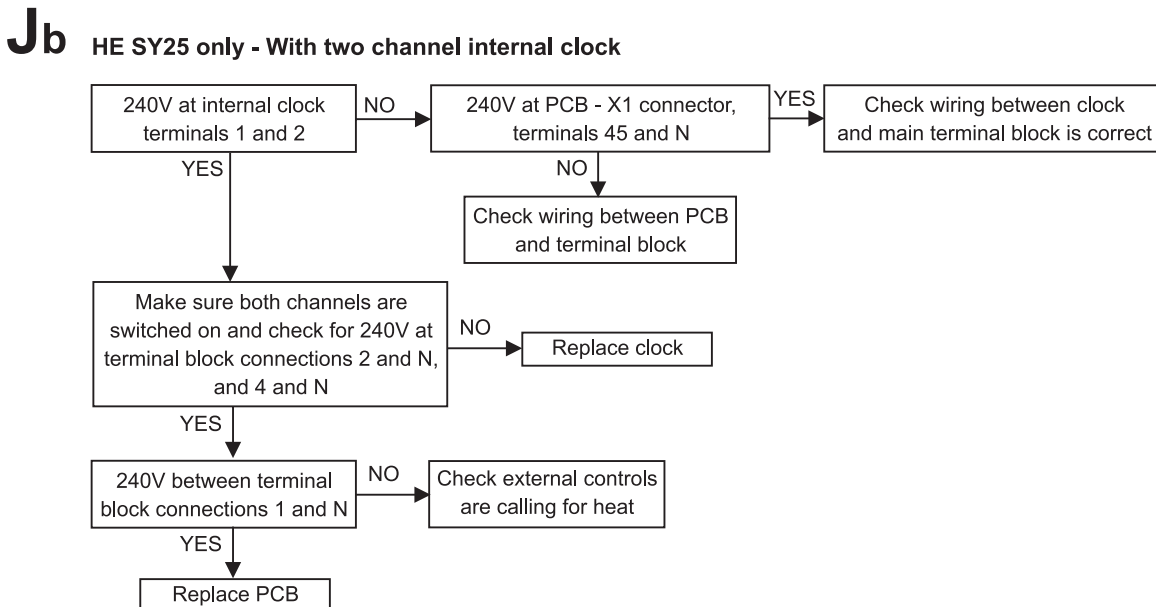 Jb HE SY25 only - With two channel internal clock
240V at internal clock
terminals 1 and 2
NO
240V at PCB - X1 connector,
terminals 45 and N
YES
Check wiring between clock
and main terminal block is correct
YES
NO
Check wiring between PCB
and terminal block
Make sure both channels are
switched on and check for 240V at
terminal block connections 2 and N,
and 4 and N
NO
Replace clock
YES
240V between terminal
block connections 1 and N
NO
Check external controls
are calling for heat
YES
Replace PCB